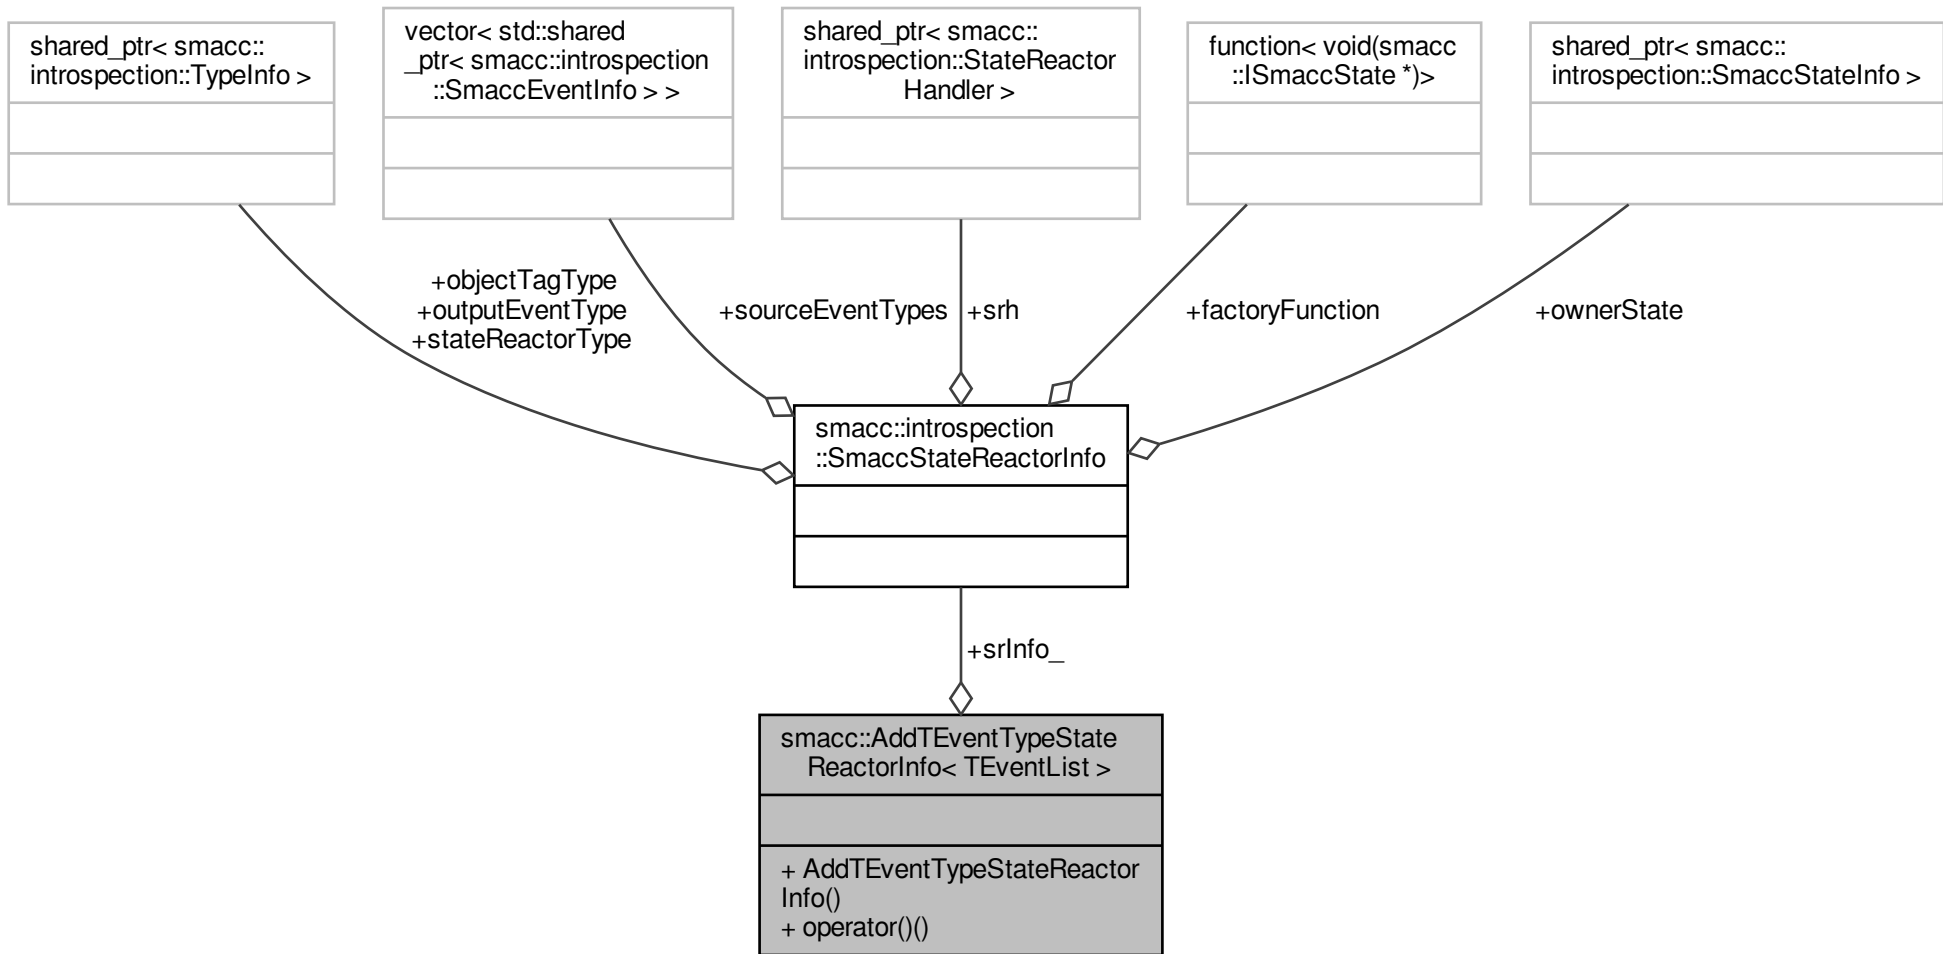 shared_ptr< smacc::
introspection::TypeInfo >
vector< std::shared
_ptr< smacc::introspection
::SmaccEventInfo > >
shared_ptr< smacc::
introspection::StateReactor
Handler >
function< void(smacc
::ISmaccState *)>
shared_ptr< smacc::
introspection::SmaccStateInfo >
+objectTagType
+outputEventType
+stateReactorType
+sourceEventTypes
+srh
+factoryFunction
+ownerState
smacc::introspection
::SmaccStateReactorInfo
+srInfo_
smacc::AddTEventTypeState
ReactorInfo< TEventList >
+ AddTEventTypeStateReactor
Info()
+ operator()()